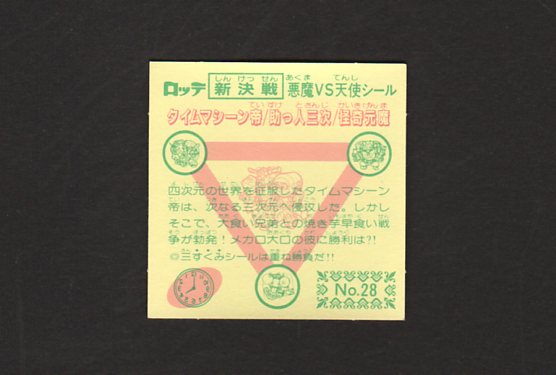 ロッテ 新決戦 悪魔VS天使シール
タイムマシーン帝/助っ人三次/怪奇元魔
四次元の世界を征服したタイムマシーン
帝は、次なる三次元へ侵攻した。しかし
そこで、大食い兄弟との焼き芋早食い戦
争が勃発！メカロ大口の彼に勝利は?!
◎三すくみシールは重ね勝負だ!!
No.28